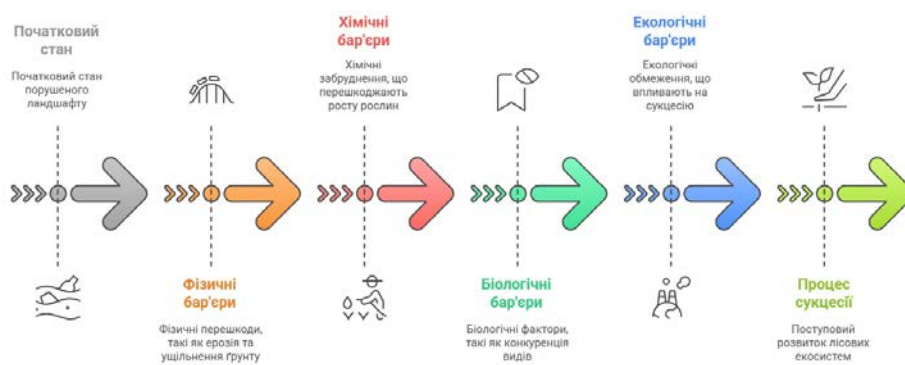 Початковий
стан
Початковий стан
порушеного
ландшафту
Фізичні
бар'єри
Фізичні перешкоди,
такі як ерозія та
ущільнення ґрунту
Хімічні
бар'єри
Хімічні
забруднення, що
перешкоджають
росту рослин
Біологічні
бар'єри
Біологічні фактори,
такі як конкуренція
видів
Екологічні
бар'єри
Екологічні
обмеження, що
впливають на
сукцесію
Процес
сукцесії
Поступовий
розвиток лісових
екосистем